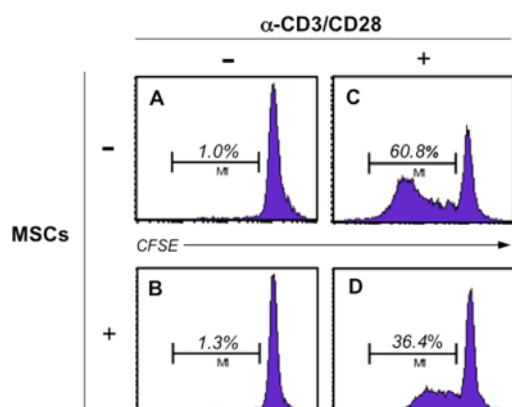 α-CD3/CD28
- +
A C
- 1.0% 60.8%
MI MI
MSCs
CFSE
B D
+ 1.3% 36.4%
MI MI